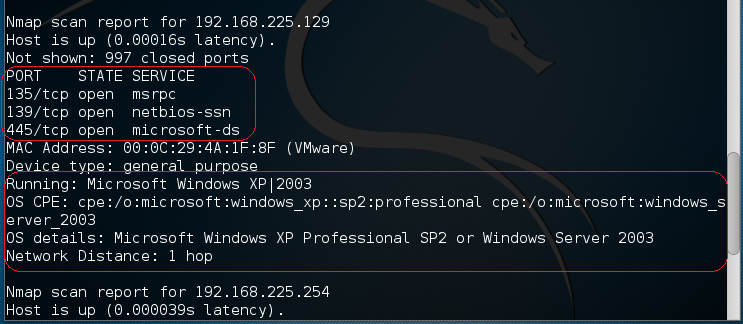 Nmap scan report for 192.168.225.129
Host is up (0.00016s latency).
Not shown: 997 closed ports
PORT    STATE SERVICE
135/tcp open  msrpc
139/tcp open  netbios-ssn
445/tcp open  microsoft-ds
MAC Address: 00:0C:29:4A:1F:8F (VMware)
Device type: general purpose
Running: Microsoft Windows XP|2003
OS CPE: cpe:/o:microsoft:windows_xp::sp2:professional cpe:/o:microsoft:windows_s
erver_2003
OS details: Microsoft Windows XP Professional SP2 or Windows Server 2003
Network Distance: 1 hop
Nmap scan report for 192.168.225.254
Host is up (0.000039s latency).